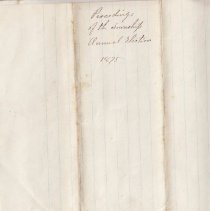 Proceedings
of the township
Annual Election
1875